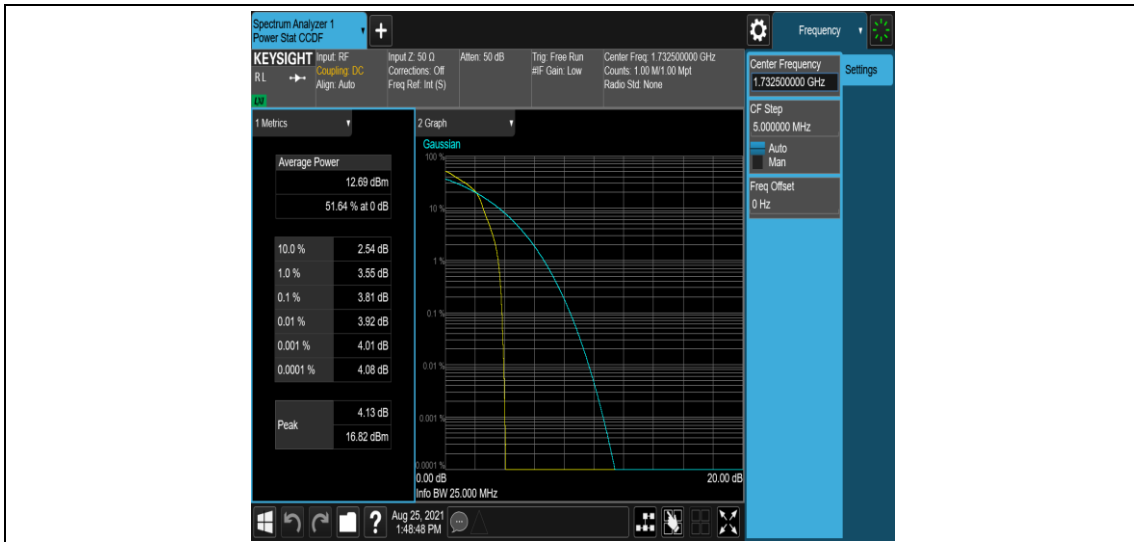 Spectrum Analyzer 1
Power Stat CCDF
+
Frequency
KEYSIGHT
RL
LXI
Input: RF
Coupling: DC
Align: Auto
Input Z: 50 Ω
Corrections: Off
Freq Ref: Int (S)
Atten: 50 dB
Trig: Free Run
#IF Gain: Low
Center Freq: 1.732500000 GHz
Counts: 1.00 M/1.00 Mpt
Radio Std: None
Center Frequency
1.732500000 GHz
Settings
CF Step
5.000000 MHz
Auto
Man
Freq Offset
0 Hz
1 Metrics
Average Power
12.69 dBm
51.64 % at 0 dB
10.0 % 2.54 dB
1.0 % 3.55 dB
0.1 % 3.81 dB
0.01 % 3.92 dB
0.001 % 4.01 dB
0.0001 % 4.08 dB
Peak
4.13 dB
16.82 dBm
2 Graph
Gaussian
100 %
10 %
1 %
0.1 %
0.01 %
0.001 %
0.0001 %
0.00 dB 20.00 dB
Info BW 25.000 MHz
?
Aug 25, 2021
1:48:48 PM